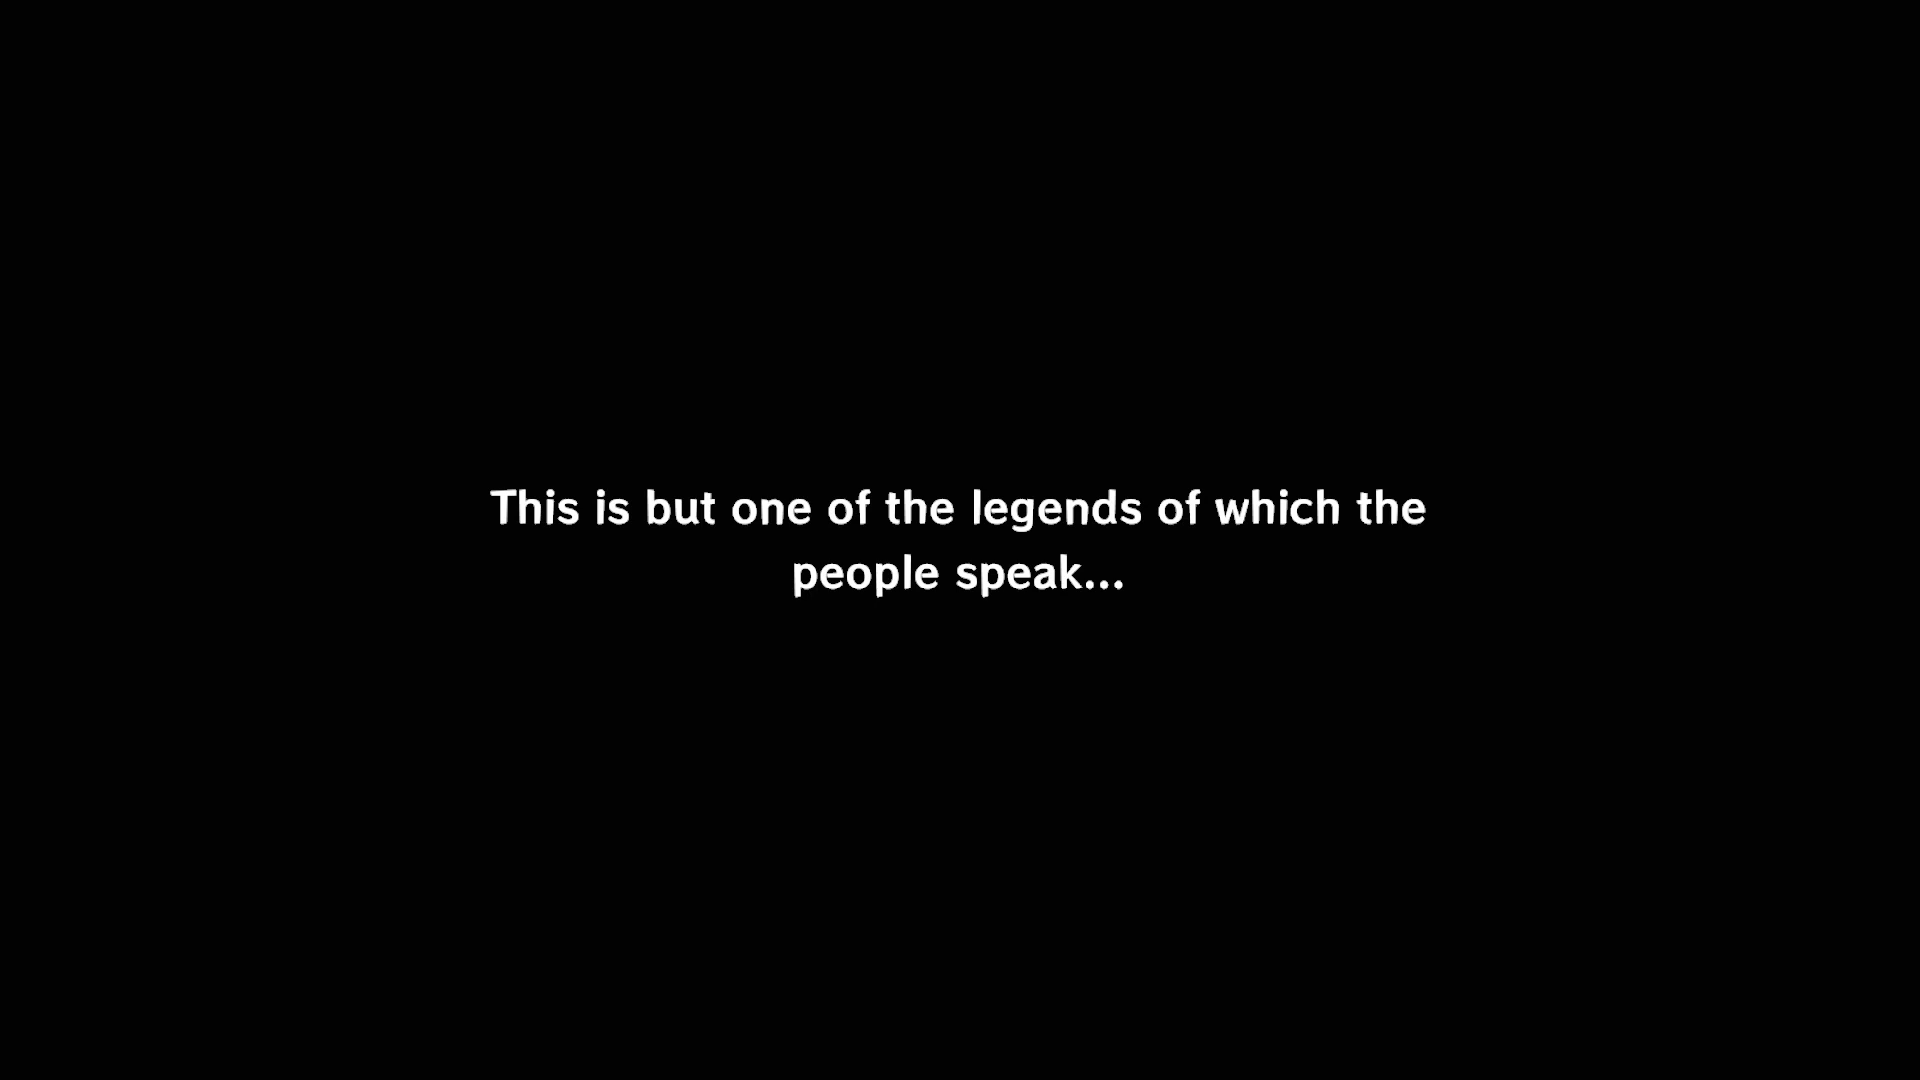 This is but one of the legends of which the
people speak...